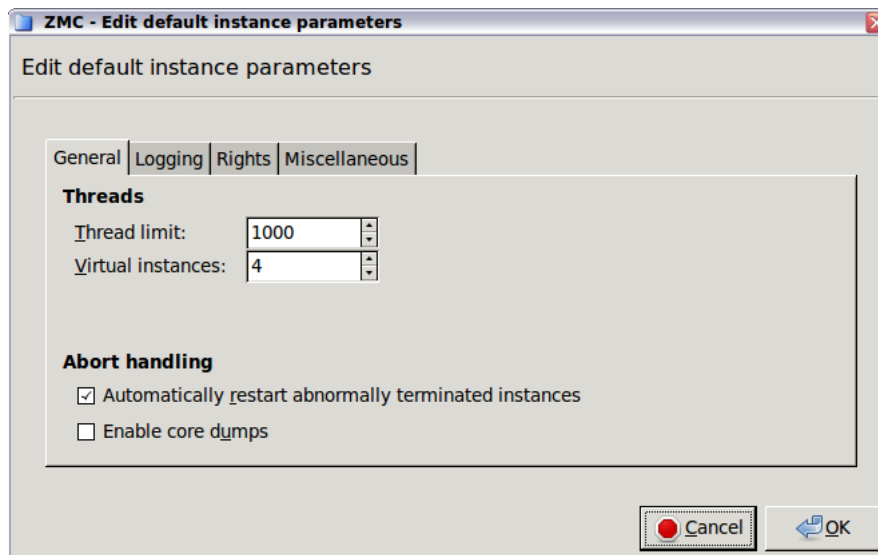 ZMC - Edit default instance parameters
Edit default instance parameters
General Logging Rights Miscellaneous
Threads
Thread limit: 1000
Virtual instances: 4
Abort handling
Automatically restart abnormally terminated instances
Enable core dumps
Cancel OK